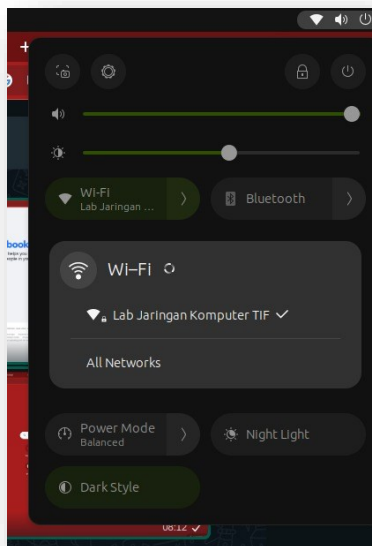 Wi-Fi
Lab Jaringan ...
Bluetooth
Wi–Fi
Lab Jaringan Komputer TIF
All Networks
Power Mode
Balanced
Night Light
Dark Style
book
08:12